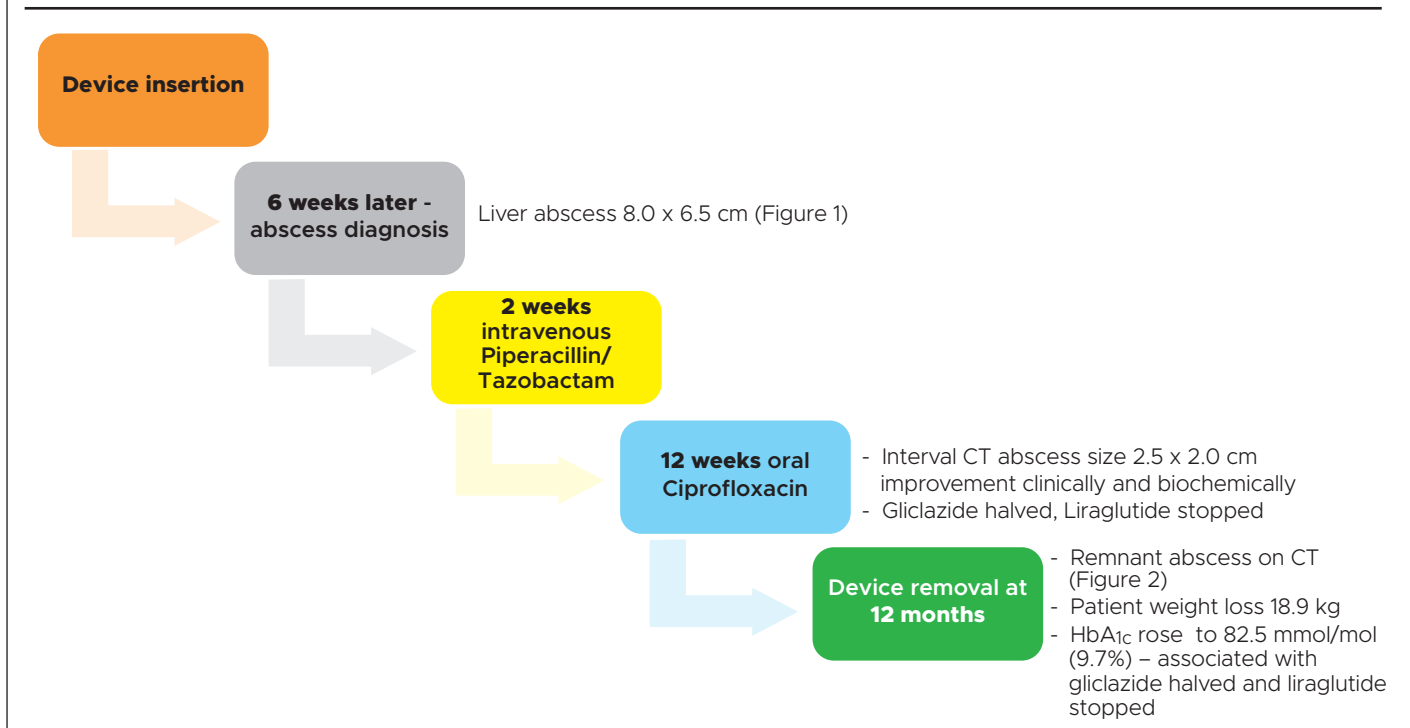 Device insertion
6 weeks later -
abscess diagnosis
Liver abscess 8.0 x 6.5 cm (Figure 1)
2 weeks
intravenous
Piperacillin/
Tazobactam
12 weeks oral
Ciprofloxacin
- Interval CT abscess size 2.5 x 2.0 cm
improvement clinically and biochemically
- Gliclazide halved, Liraglutide stopped
Device removal at
12 months
- Remnant abscess on CT
(Figure 2)
- Patient weight loss 18.9 kg
- HbA1c rose to 82.5 mmol/mol
(9.7%) – associated with
gliclazide halved and liraglutide
stopped